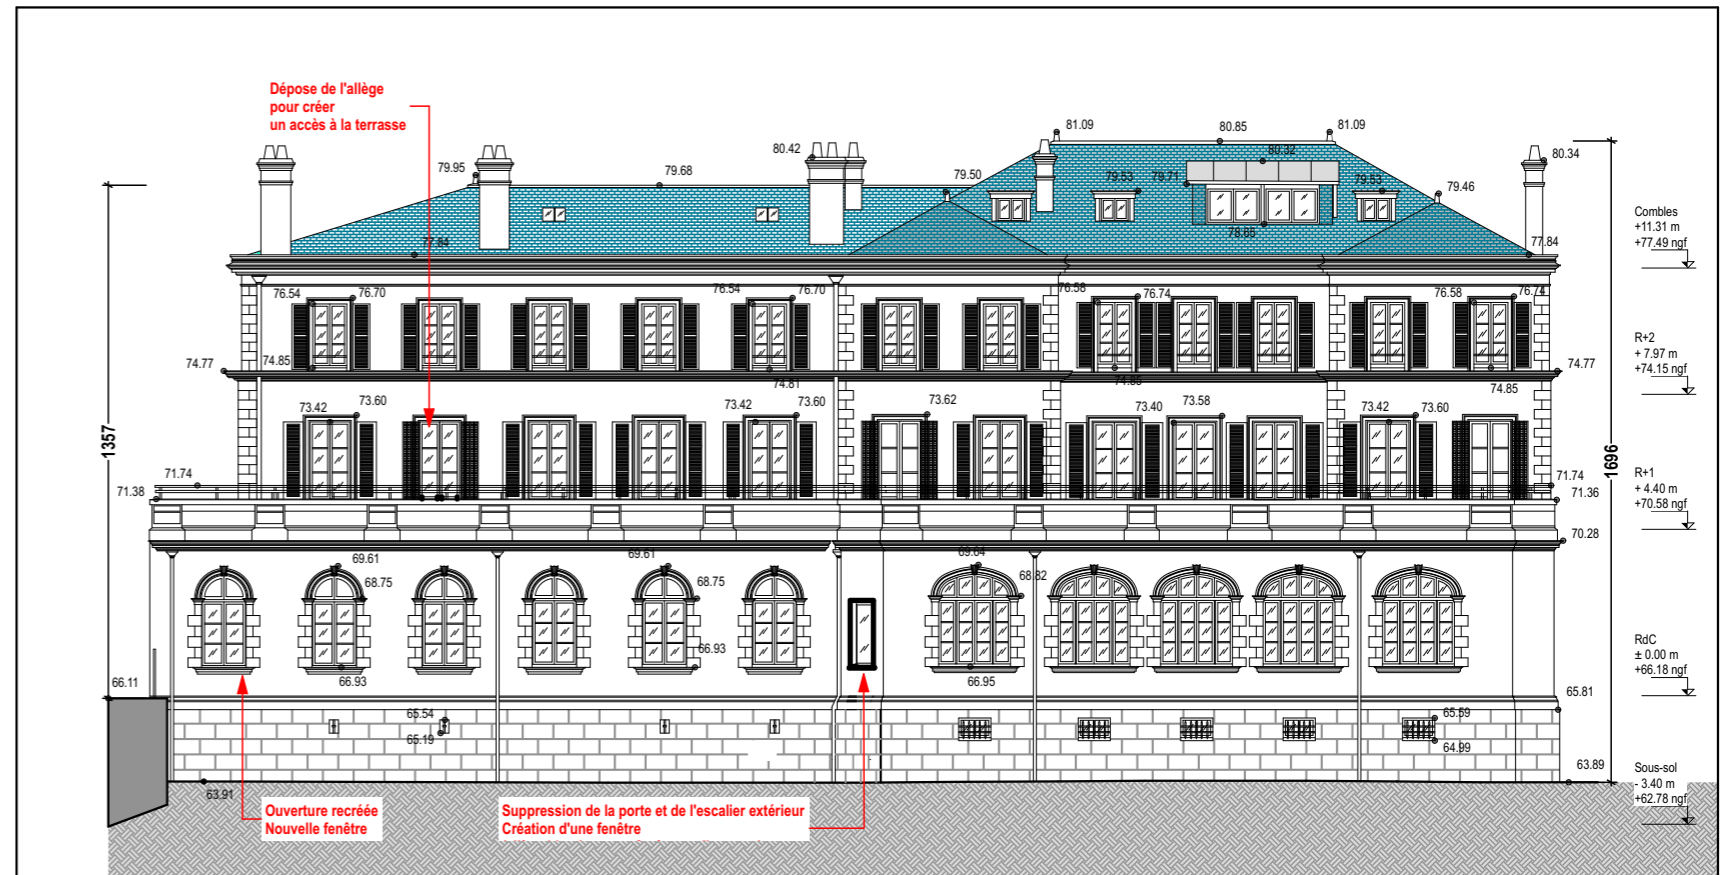 Dépose de l'allège
pour créer
un accès à la terrasse
81.09
80.85
81.09
80.42
80.32
80.34
79.95
79.68
79.50
79.71
79.53
79.53
79.46
78.65
77.84
77.84
Combles
+11.31 m
+77.49 ngf
76.54
76.70
76.54
76.70
76.58
76.74
76.58
76.74
R+2
+ 7.97 m
+74.15 ngf
74.77
74.85
74.81
74.85
74.85
74.77
73.42
73.60
73.42
73.60
73.62
73.40
73.58
73.42
73.60
1357
1696
71.74
71.38
71.74
71.36
R+1
+ 4.40 m
+70.58 ngf
70.28
69.61
69.61
69.64
68.75
68.75
68.82
66.93
66.93
66.95
RdC
± 0.00 m
±66.18 ngf
66.11
65.81
65.54
65.19
65.59
64.99
63.91
63.89
Sous-sol
- 3.40 m
+62.78 ngf
Ouverture recréée
Nouvelle fenêtre
Suppression de la porte et de l'escalier extérieur
Création d'une fenêtre